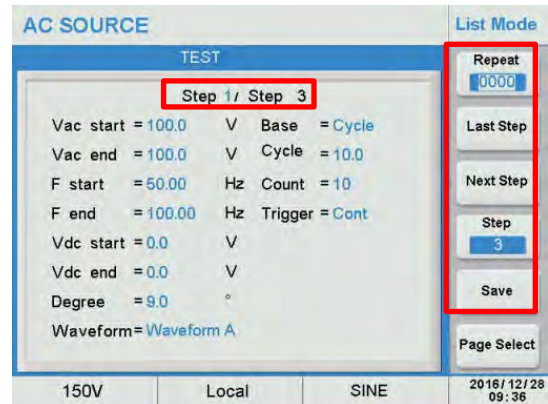 AC SOURCE
List Mode
TEST
Step 1/ Step 3
Vac start = 100.0 V Base = Cycle
Vac end = 100.0 V Cycle = 10.0
F start = 50.00 Hz Count = 10
F end = 100.00 Hz Trigger = Cont
Vdc start = 0.0 V
Vdc end = 0.0 V
Degree = 9.0 °
Waveform= Waveform A
Repeat
0000
Last Step
Next Step
Step
3
Save
Page Select
150V Local SINE
2016/12/28
09:36